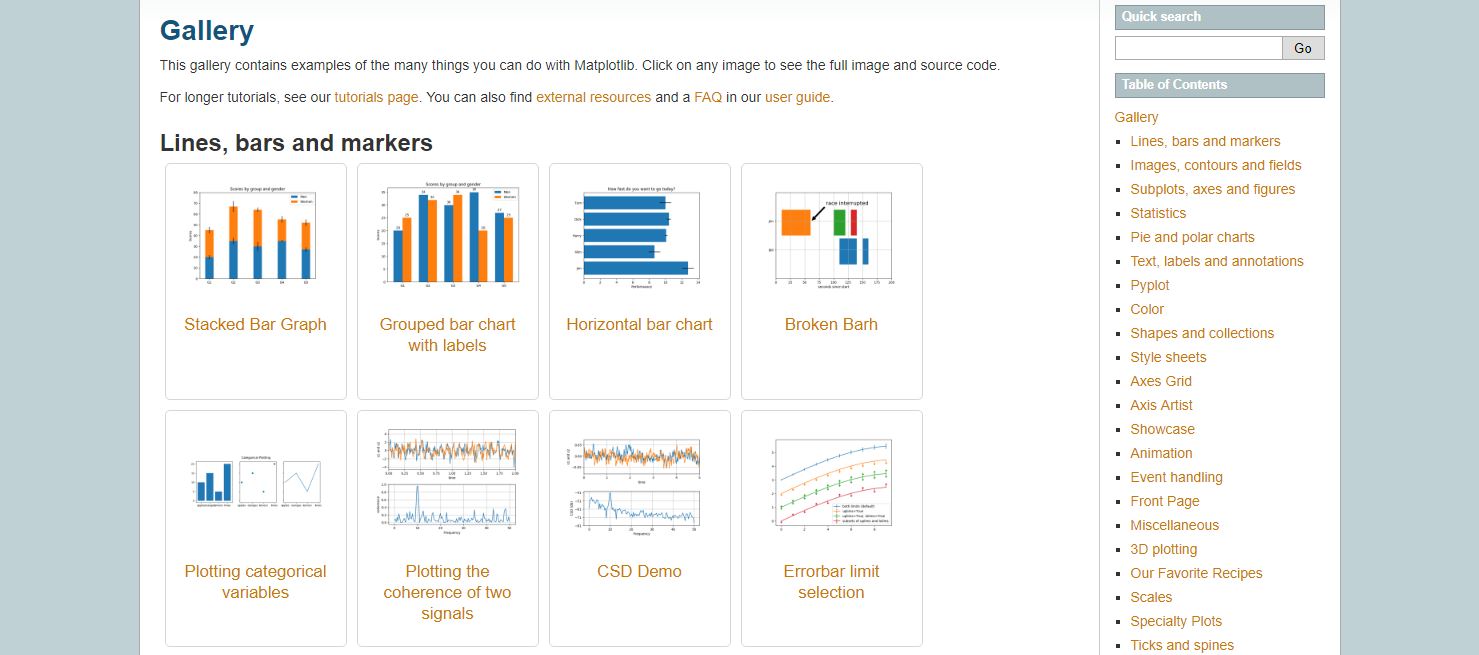 Gallery
This gallery contains examples of the many things you can do with Matplotlib. Click on any image to see the full image and source code.
For longer tutorials, see our tutorials page. You can also find external resources and a FAQ in our user guide.
Lines, bars and markers
Scores by group and gender
Stacked Bar Graph
Scores by group and gender
Grouped bar chart
with labels
How fast do you want to go today?
Performance
Horizontal bar chart
race interrupted
seconds since start
Broken Barh
Categorical Plotting
Plotting categorical
variables
time
Frequency
Plotting the
coherence of two
signals
time
Frequency
CSD Demo
Errorbar limit
selection
Quick search
Go
Table of Contents
Gallery
Lines, bars and markers
Images, contours and fields
Subplots, axes and figures
Statistics
Pie and polar charts
Text, labels and annotations
Pyplot
Color
Shapes and collections
Style sheets
Axes Grid
Axis Artist
Showcase
Animation
Event handling
Front Page
Miscellaneous
3D plotting
Our Favorite Recipes
Scales
Specialty Plots
Ticks and spines